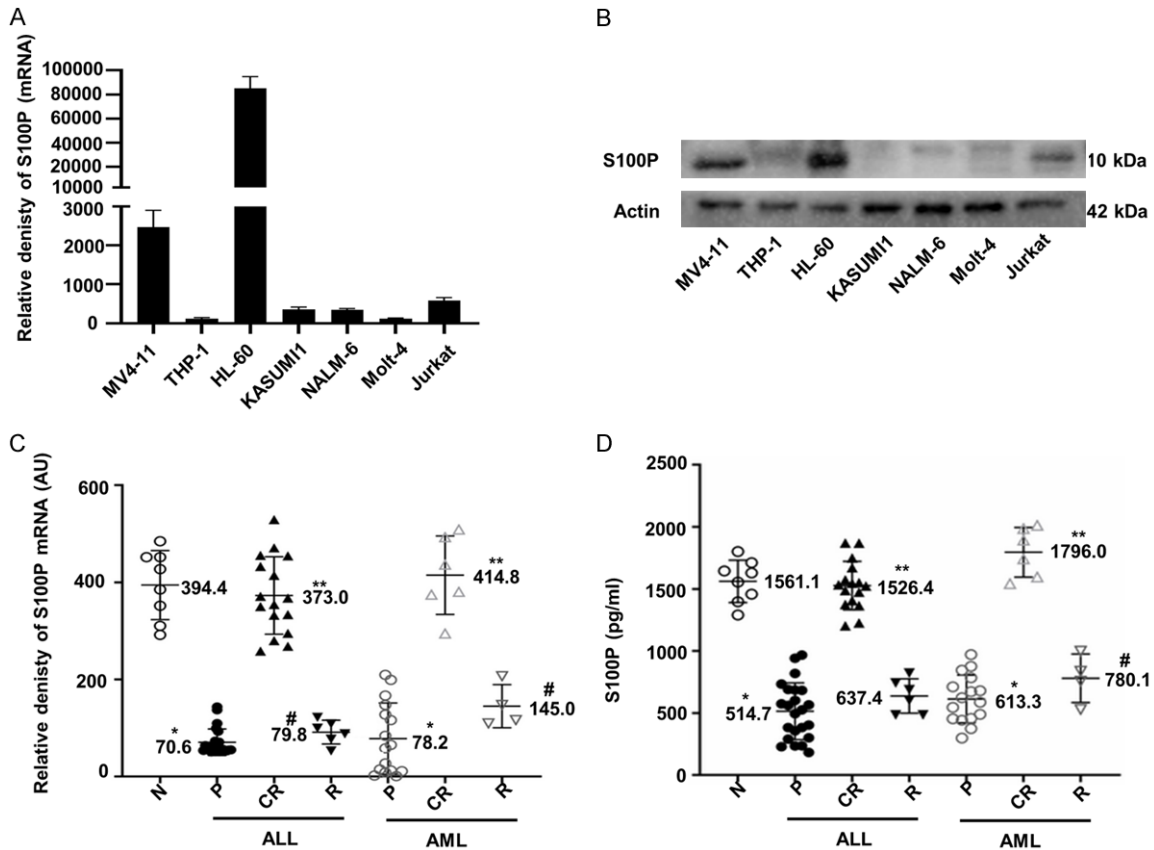 A
Relative denisty of S100P (mRNA)
100000
80000
60000
40000
20000
10000
3000
2000
1000
0
MV4-11
THP-1
HL-60
KASUMI1
NALM-6
Molt-4
Jurkat
B
S100P
10 kDa
Actin
42 kDa
MV4-11
THP-1
HL-60
KASUMI1
NALM-6
Molt-4
Jurkat
C
Relative denisty of S100P mRNA (AU)
600
400
200
0
394.4
*
70.6
**
373.0
#
79.8
*
78.2
**
414.8
#
145.0
N
P
CR
R
P
CR
R
ALL
AML
D
S100P (pg/ml)
2500
2000
1500
1000
500
0
1561.1
*
514.7
**
1526.4
637.4
*
613.3
**
1796.0
#
780.1
N
P
CR
R
P
CR
R
ALL
AML